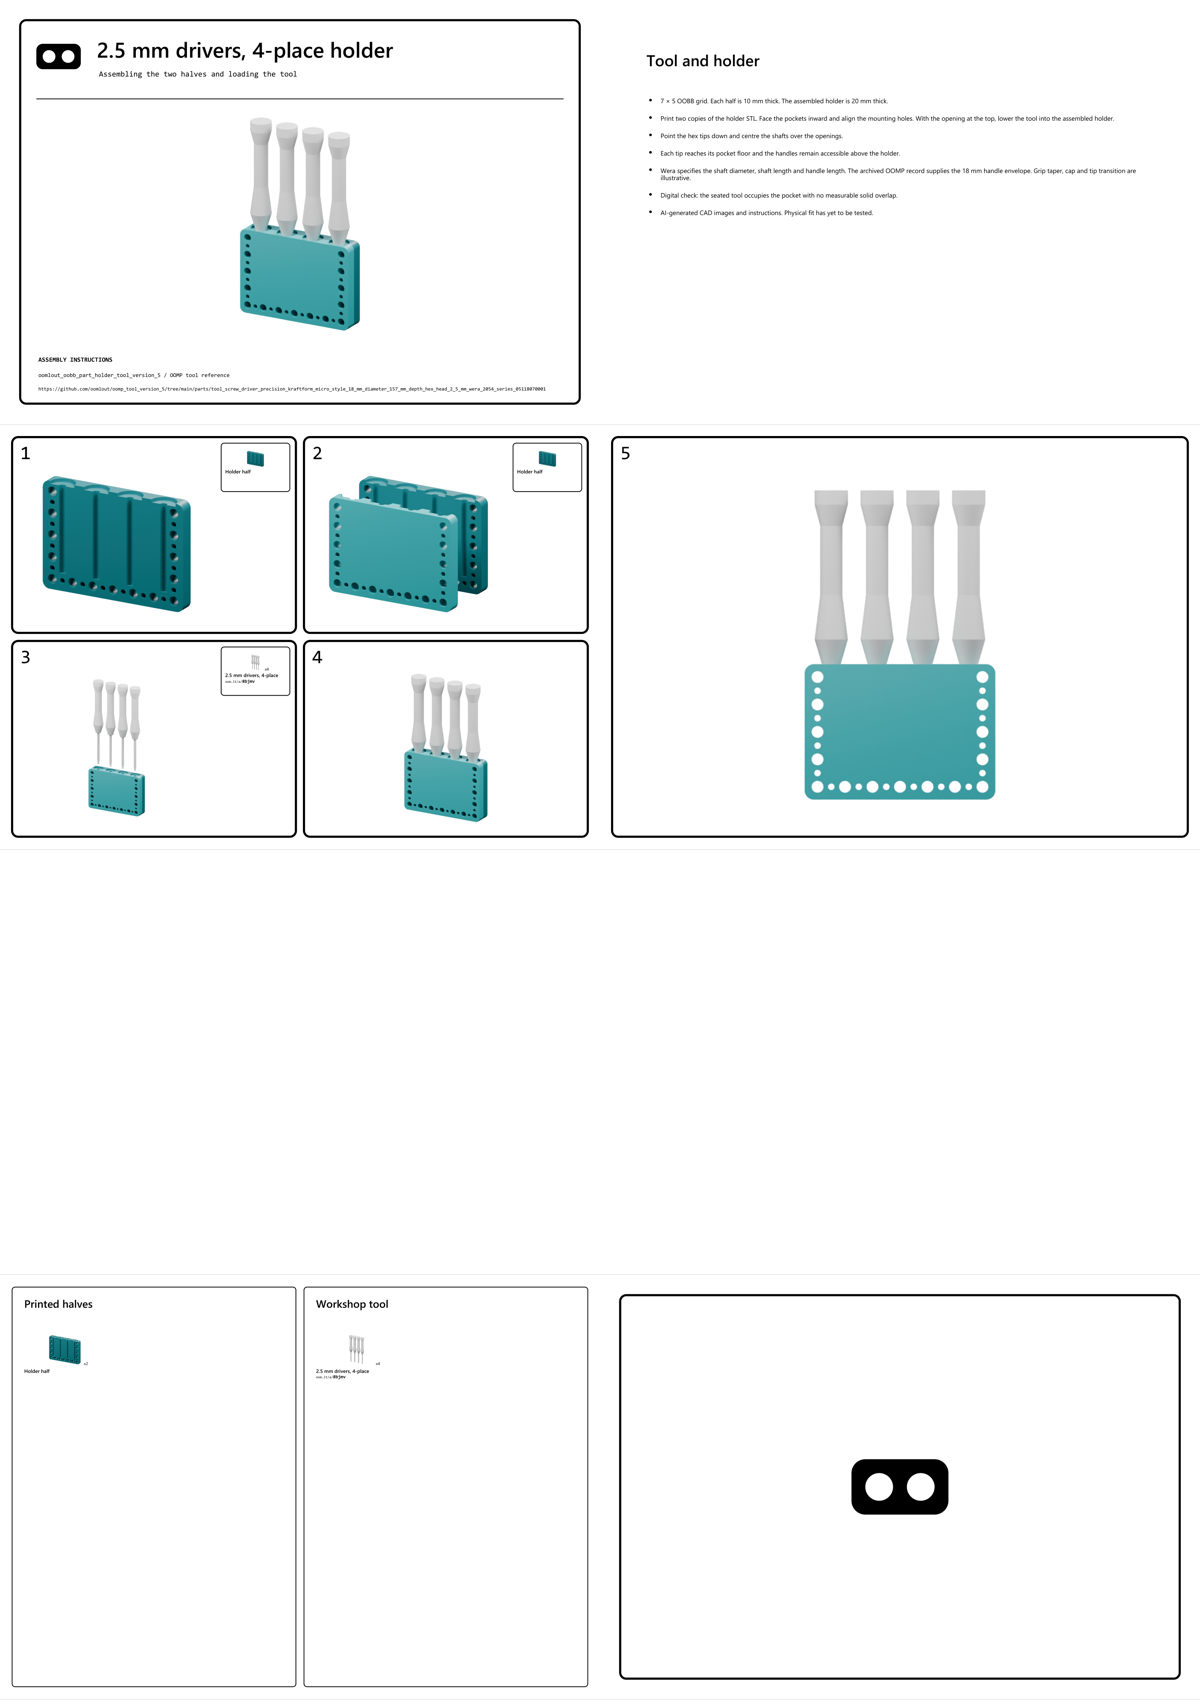 2.5 mm drivers, 4-place holder
Assembling the two halves and loading the tool
ASSEMBLY INSTRUCTIONS
oomlout_oobb_part_holder_tool_version_5 / OOMP tool reference
https://github.com/oomlout/oomp_tool_version_5/tree/main/parts/tool_screw_driver_precision_kraftform_micro_style_18_mm_diameter_157_mm_depth_hex_head_2_5_mm_wera_2054_series_05118070001
Tool and holder
• 7 × 5 OOBB grid. Each half is 10 mm thick. The assembled holder is 20 mm thick.
• Print two copies of the holder STL. Face the pockets inward and align the mounting holes. With the opening at the top, lower the tool into the assembled holder.
• Point the hex tips down and centre the shafts over the openings.
• Each tip reaches its pocket floor and the handles remain accessible above the holder.
• Wera specifies the shaft diameter, shaft length and handle length. The archived OOMP record supplies the 18 mm handle envelope. Grip taper, cap and tip transition are
illustrative.
• Digital check: the seated tool occupies the pocket with no measurable solid overlap.
• AI-generated CAD images and instructions. Physical fit has yet to be tested.
1
Holder half
2
Holder half
3
x4
2.5 mm drivers, 4-place
oom.lt/a/8bjmv
4
5
Printed halves
x2
Holder half
Workshop tool
x4
2.5 mm drivers, 4-place
oom.lt/a/8bjmv